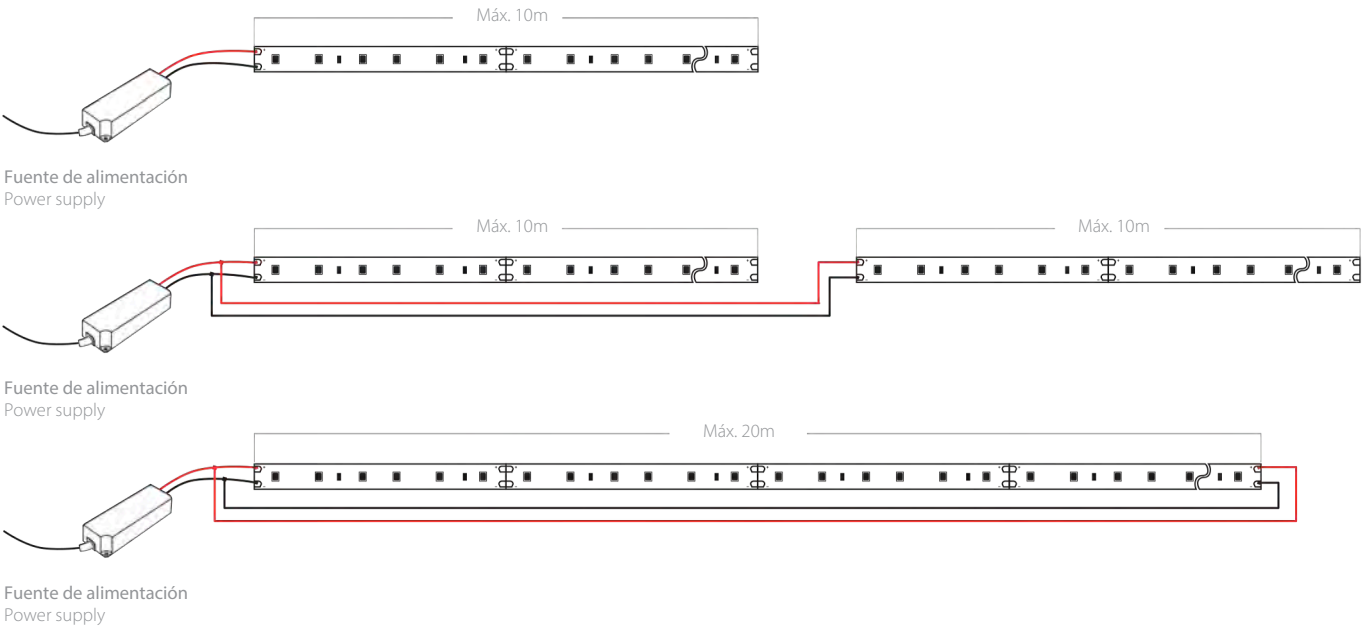 Máx. 10m
Fuente de alimentación
Power supply
Máx. 10m
Máx. 10m
Fuente de alimentación
Power supply
Máx. 20m
Fuente de alimentación
Power supply